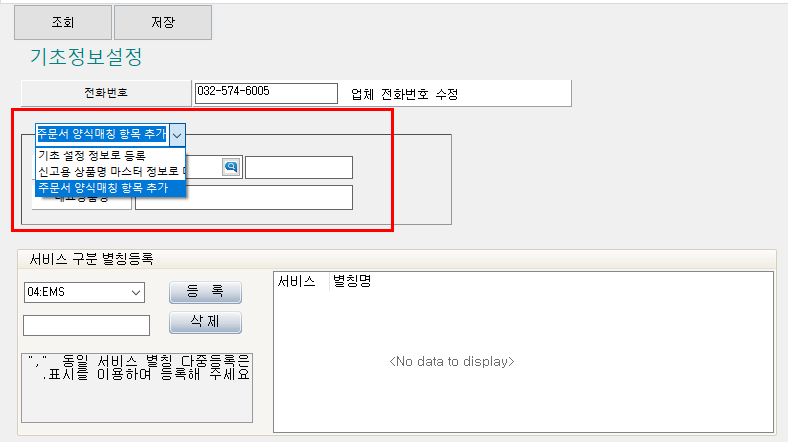 조회 저장
기초정보설정
전화번호 032-574-6005 업체 전화번호 수정
주문서 양식매칭 항목 추가
기초 설정 정보로 등록
신고용 상품명 마스터 정보로
주문서 양식매칭 항목 추가
서비스 구분 별칭등록
04:EMS 등 록 서비스 별칭명
삭 제
"," 동일 서비스 별칭 다중등록은
.표시를 이용하여 등록해 주세요
<No data to display>